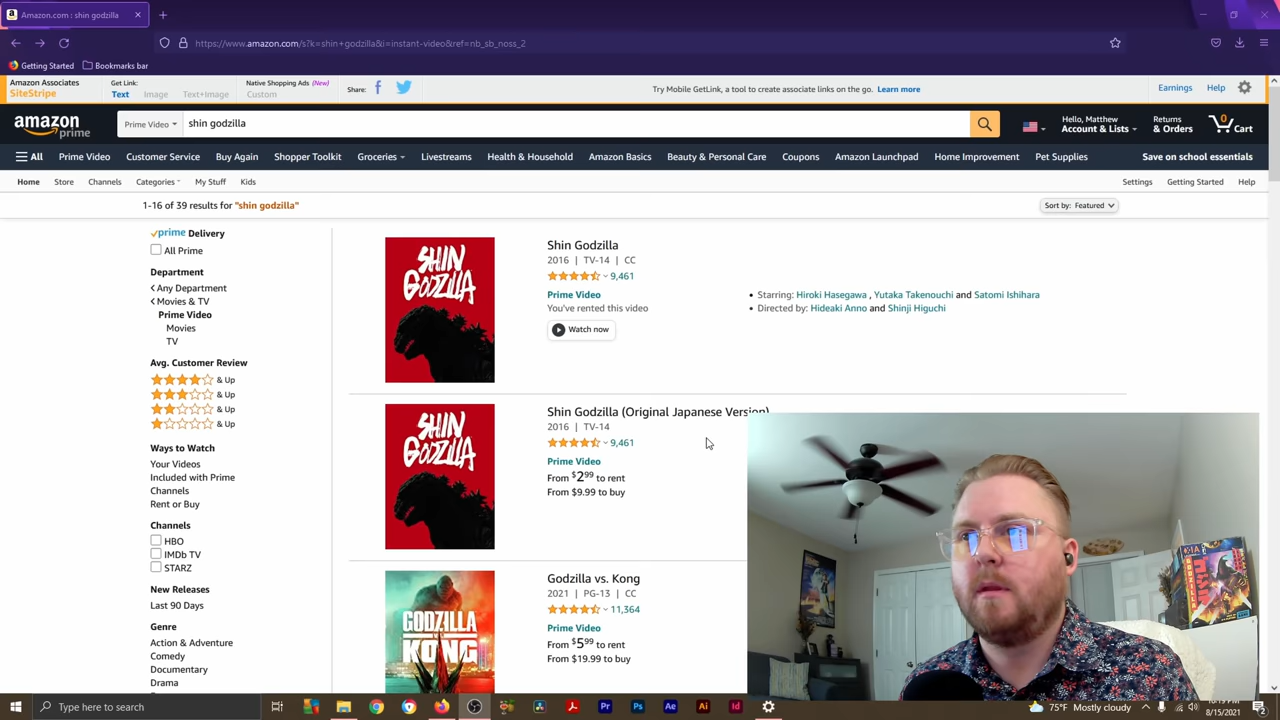 Amazon.com : shin godzilla
https://www.amazon.com/s?k=shin+godzilla&i=instant-video&ref=nb_sb_noss_2
Getting Started
Bookmarks bar
Amazon Associates
SiteStripe
Get Link:
Text
Image
Text+Image
Native Shopping Ads (New)
Custom
Share:
Try Mobile GetLink, a tool to create associate links on the go. Learn more
Earnings
Help
amazon
prime
Prime Video
shin godzilla
Hello, Matthew
Account & Lists
Returns
& Orders
0
Cart
All
Prime Video
Customer Service
Buy Again
Shopper Toolkit
Groceries
Livestreams
Health & Household
Amazon Basics
Beauty & Personal Care
Coupons
Amazon Launchpad
Home Improvement
Pet Supplies
Save on school essentials
Home
Store
Channels
Categories
My Stuff
Kids
Settings
Getting Started
Help
1-16 of 39 results for "shin godzilla"
Sort by: Featured
prime Delivery
All Prime
Department
Any Department
Movies & TV
Prime Video
Movies
TV
Avg. Customer Review
& Up
& Up
& Up
& Up
Ways to Watch
Your Videos
Included with Prime
Channels
Rent or Buy
Channels
HBO
IMDb TV
STARZ
New Releases
Last 90 Days
Genre
Action & Adventure
Comedy
Documentary
Drama
SHIN
GODZILLA
Shin Godzilla
2016 | TV-14 | CC
9,461
Prime Video
You've rented this video
Watch now
Starring: Hiroki Hasegawa , Yutaka Takenouchi and Satomi Ishihara
Directed by: Hideaki Anno and Shinji Higuchi
SHIN
GODZILLA
Shin Godzilla (Original Japanese Version)
2016 | TV-14
9,461
Prime Video
From $2.99 to rent
From $9.99 to buy
GODZILLA
KONG
Godzilla vs. Kong
2021 | PG-13 | CC
11,364
Prime Video
From $5.99 to rent
From $19.99 to buy
Type here to search
Pr
Ps
Ae
Ai
Id
75°F Mostly cloudy
10:19 PM
8/15/2021